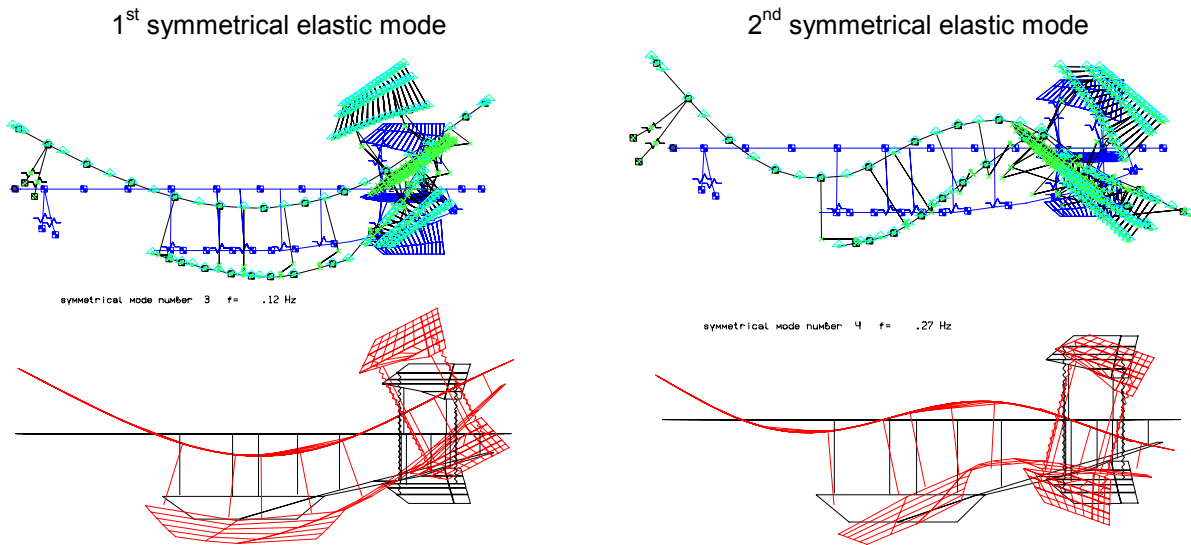 1st symmetrical elastic mode
2nd symmetrical elastic mode
symmetrical mode number 3 f= .12 Hz
symmetrical mode number 4 f= .27 Hz